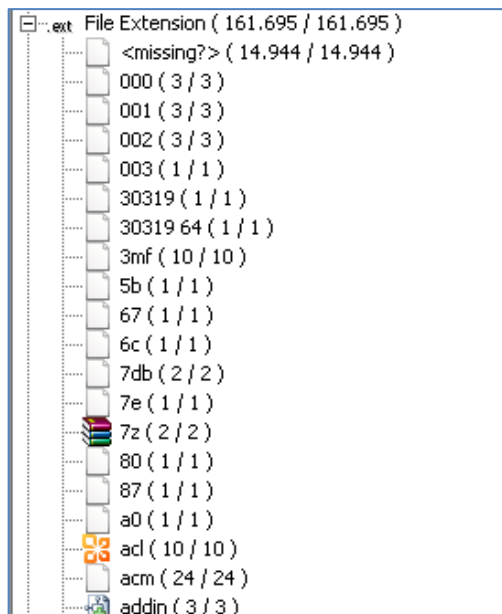 .ext File Extension ( 161.695 / 161.695 )
<missing?> ( 14.944 / 14.944 )
000 ( 3 / 3 )
001 ( 3 / 3 )
002 ( 3 / 3 )
003 ( 1 / 1 )
30319 ( 1 / 1 )
30319 64 ( 1 / 1 )
3mf ( 10 / 10 )
5b ( 1 / 1 )
67 ( 1 / 1 )
6c ( 1 / 1 )
7db ( 2 / 2 )
7e ( 1 / 1 )
7z ( 2 / 2 )
80 ( 1 / 1 )
87 ( 1 / 1 )
a0 ( 1 / 1 )
acl ( 10 / 10 )
acm ( 24 / 24 )
addin ( 3 / 3 )